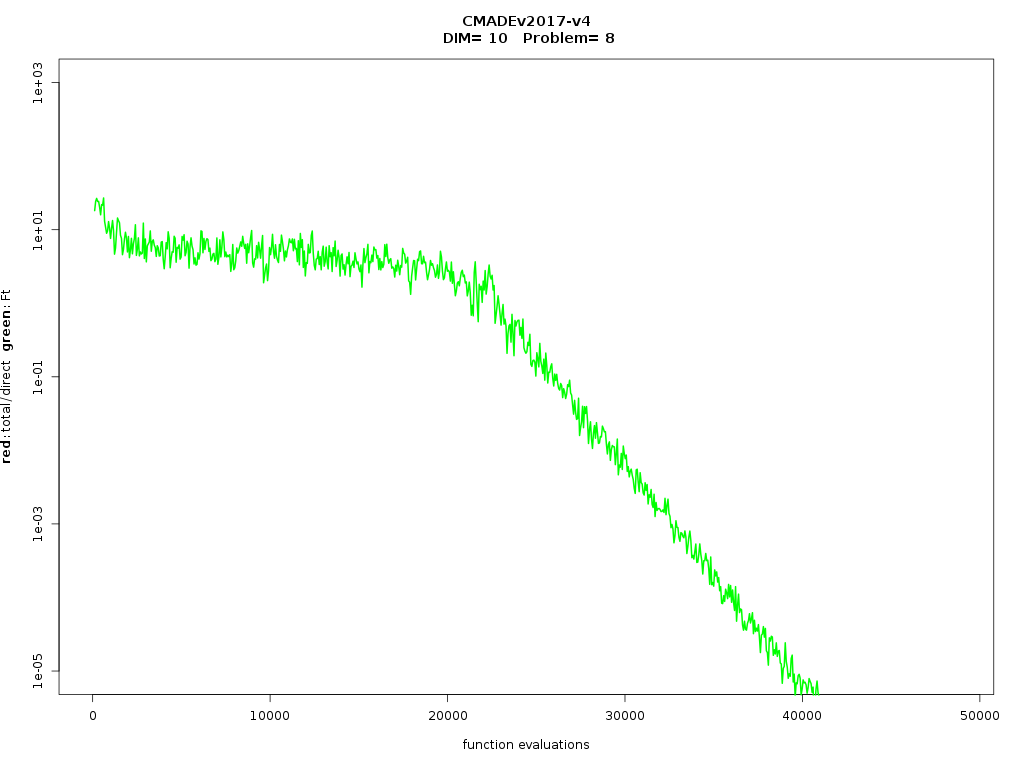 CMADEv2017-v4
DIM= 10 Problem= 8
1e+03
1e+01
1e-01
1e-03
1e-05
red: total/direct green: Ft
0 10000 20000 30000 40000 50000
function evaluations